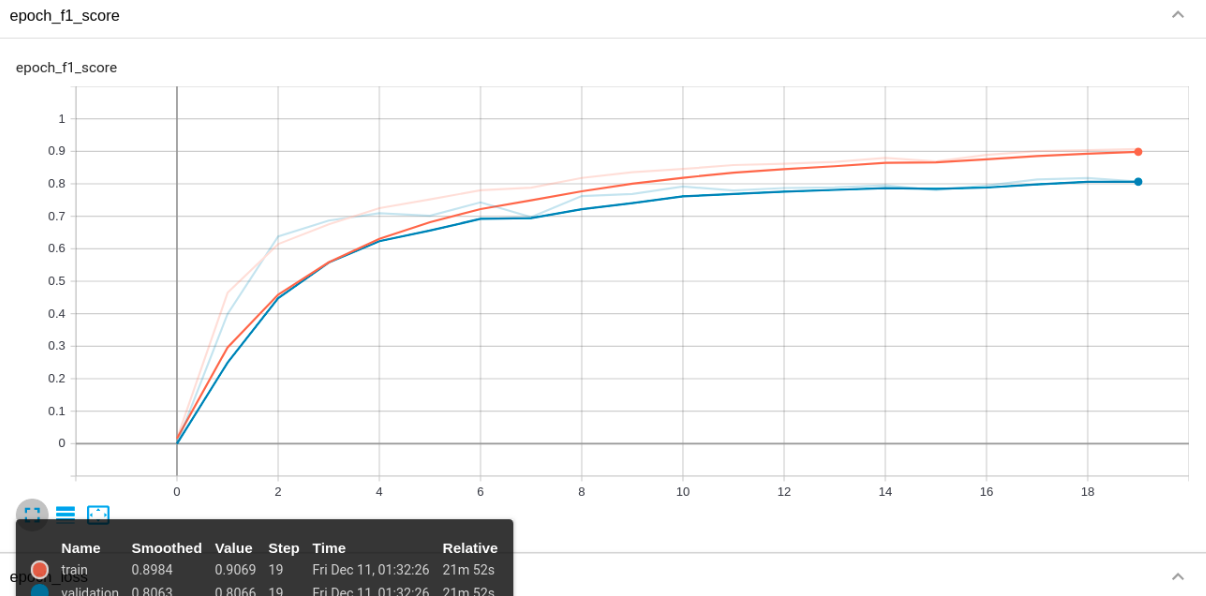 epoch_f1_score
epoch_f1_score
1
0.9
0.8
0.7
0.6
0.5
0.4
0.3
0.2
0.1
0
0 2 4 6 8 10 12 14 16 18
Name Smoothed Value Step Time Relative
train 0.8984 0.9069 19 Fri Dec 11, 01:32:26 21m 52s
epoch_loss
validation 0.8063 0.8066 19 Fri Dec 11, 01:32:26 21m 52s